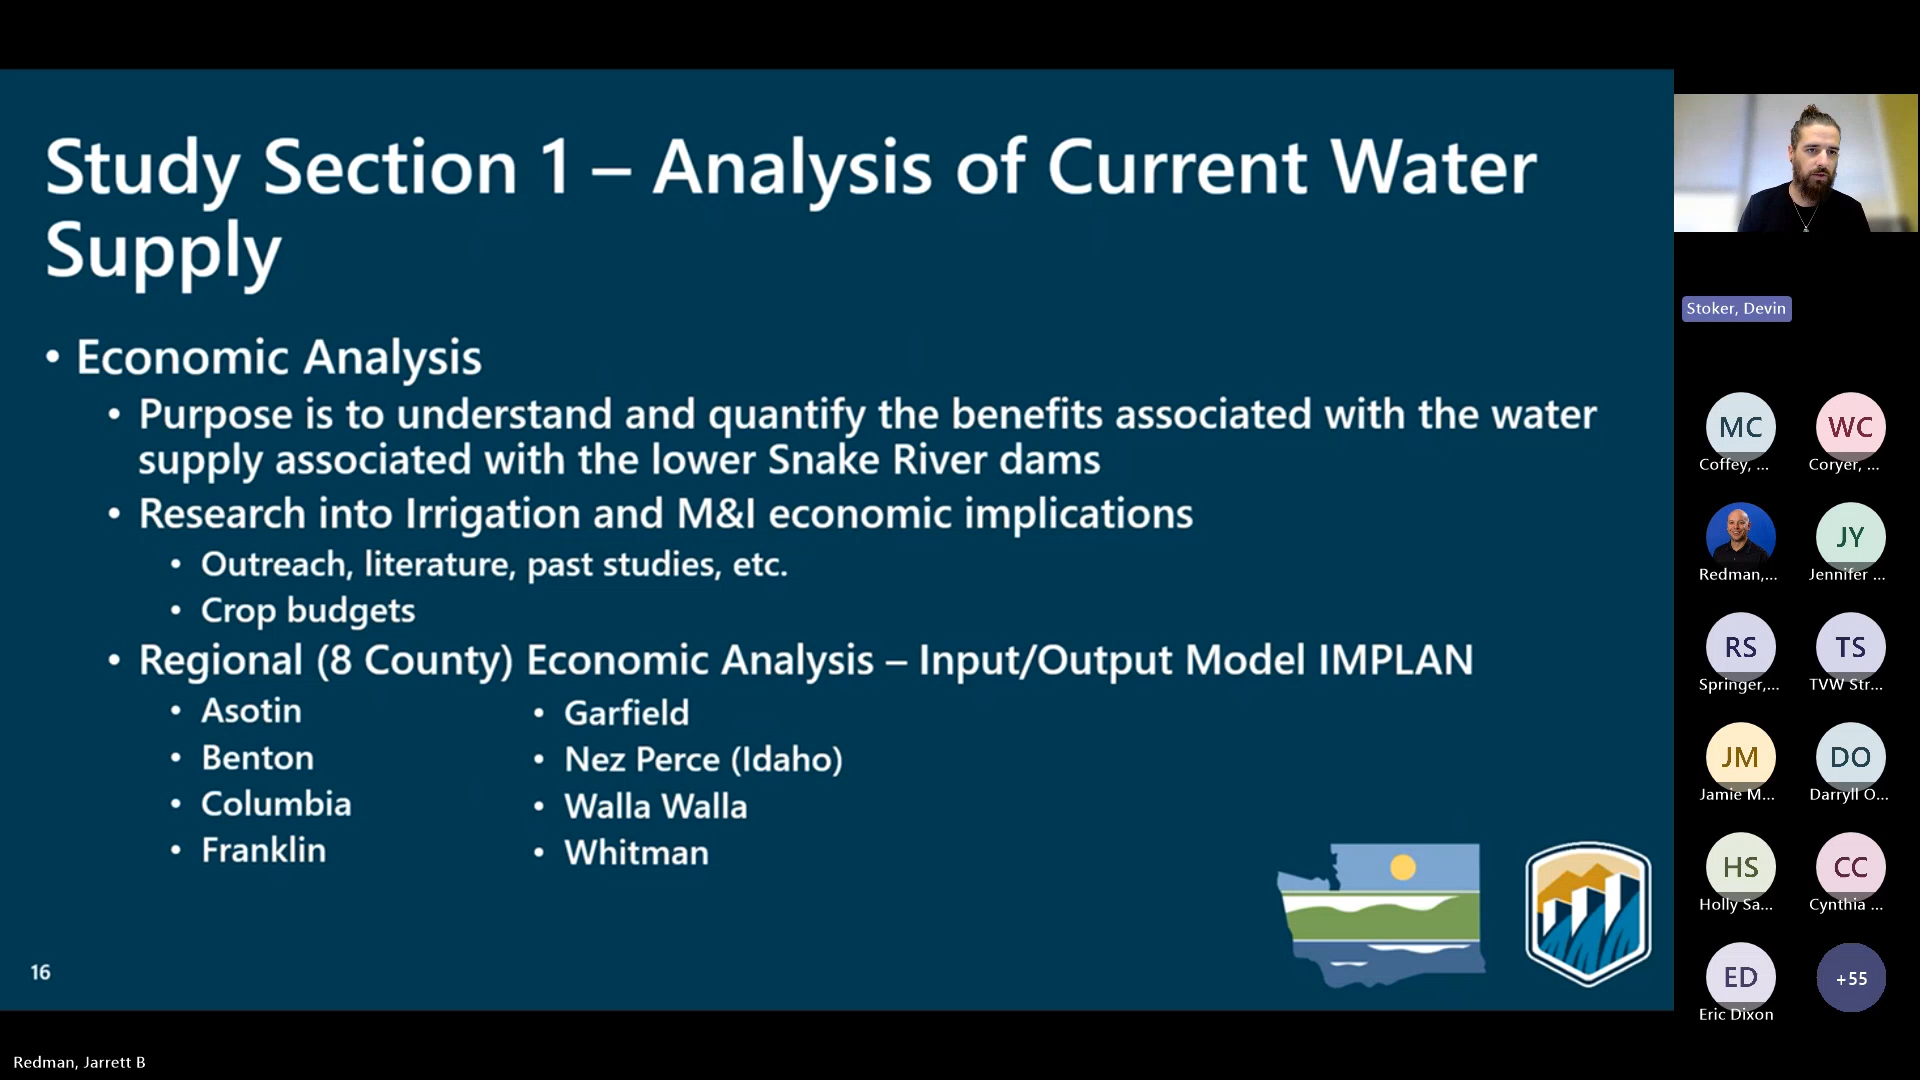 Study Section 1 – Analysis of Current Water
Supply
• Economic Analysis
• Purpose is to understand and quantify the benefits associated with the water
supply associated with the lower Snake River dams
• Research into Irrigation and M&I economic implications
• Outreach, literature, past studies, etc.
• Crop budgets
• Regional (8 County) Economic Analysis – Input/Output Model IMPLAN
• Asotin
• Benton
• Columbia
• Franklin
• Garfield
• Nez Perce (Idaho)
• Walla Walla
• Whitman
16
Redman, Jarrett B
Stoker, Devin
MC
Coffey, ...
WC
Coryer, ...
Redman,...
JY
Jennifer ...
RS
Springer,...
TS
TVW Str...
JM
Jamie M...
DO
Darryll O...
HS
Holly Sa...
CC
Cynthia ...
ED
Eric Dixon
+55